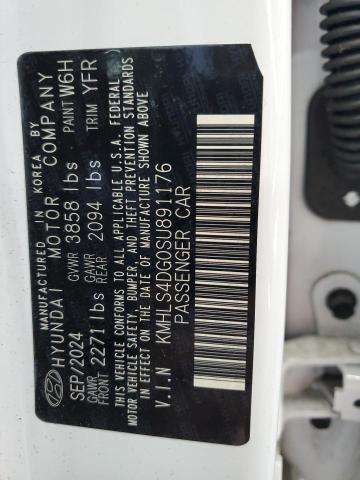 MANUFACTURED IN KOREA BY
HYUNDAI MOTOR COMPANY
SEP/2024 GVWR 3858 lbs PAINT W6H
GAWR FRONT 2271 lbs GAWR REAR 2094 lbs TRIM YFR
THIS VEHICLE CONFORMS TO ALL APPLICABLE U.S.A. FEDERAL
MOTOR VEHICLE SAFETY, BUMPER, AND THEFT PREVENTION STANDARDS
IN EFFECT ON THE DATE OF MANUFACTURE SHOWN ABOVE
V.I.N KMHLS4DG0SU891176
PASSENGER CAR